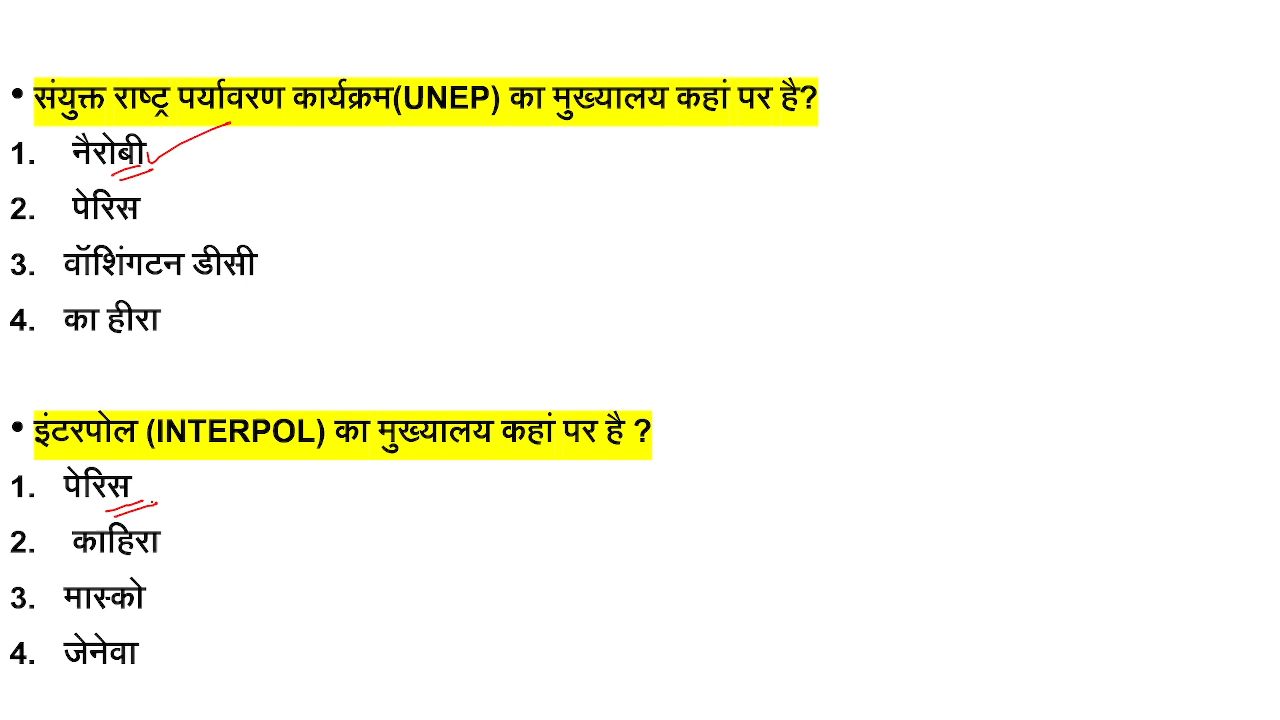 • संयुक्त राष्ट्र पर्यावरण कार्यक्रम(UNEP) का मुख्यालय कहां पर है?
1. नैरोबी
2. पेरिस
3. वॉशिंगटन डीसी
4. का हीरा
• इंटरपोल (INTERPOL) का मुख्यालय कहां पर है ?
1. पेरिस
2. काहिरा
3. मास्को
4. जेनेवा